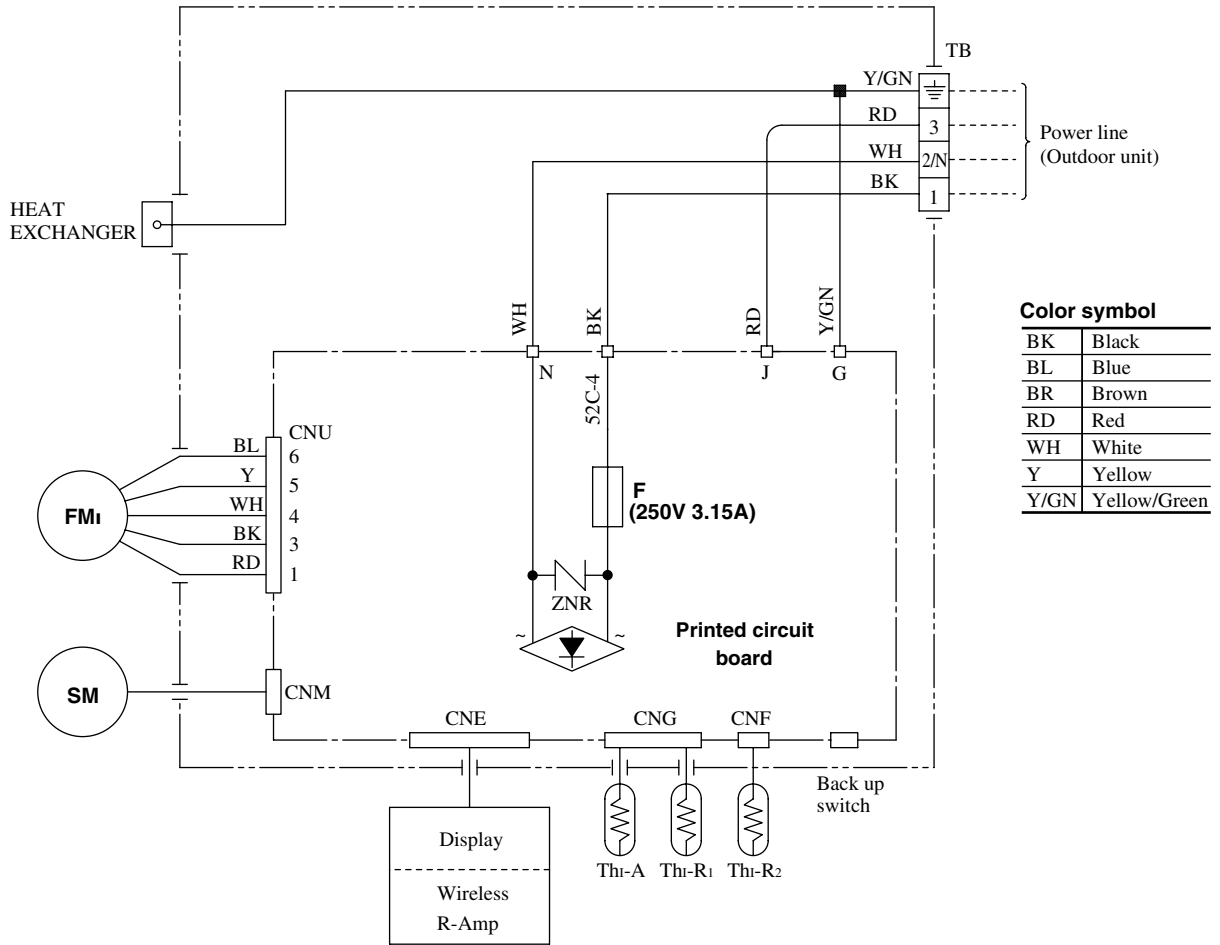 TB
Y/GN
RD
3
WH
2/N
BK
1
Power line
(Outdoor unit)
HEAT
EXCHANGER
WH
BK
RD
Y/GN
N
52C-4
J
G
Color symbol
BK Black
BL Blue
BR Brown
RD Red
WH White
Y Yellow
Y/GN Yellow/Green
CNU
BL
6
Y
5
WH
4
BK
3
RD
1
FMI
F
(250V 3.15A)
ZNR
~ ~
Printed circuit
board
SM
CNM
CNE
CNG
CNF
Back up
switch
Display
Wireless
R-Amp
ThI-A
ThI-R1
ThI-R2